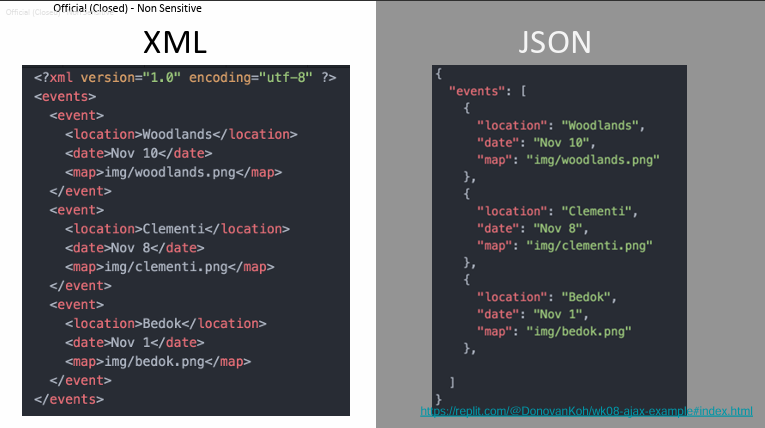 Official (Closed) - Non Sensitive
XML
<?xml version="1.0" encoding="utf-8" ?>
<events>
  <event>
    <location>Woodlands</location>
    <date>Nov 10</date>
    <map>img/woodlands.png</map>
  </event>
  <event>
    <location>Clementi</location>
    <date>Nov 8</date>
    <map>img/clementi.png</map>
  </event>
  <event>
    <location>Bedok</location>
    <date>Nov 1</date>
    <map>img/bedok.png</map>
  </event>
</events>
JSON
{
  "events": [
    {
      "location": "Woodlands",
      "date": "Nov 10",
      "map": "img/woodlands.png"
    },
    {
      "location": "Clementi",
      "date": "Nov 8",
      "map": "img/clementi.png"
    },
    {
      "location": "Bedok",
      "date": "Nov 1",
      "map": "img/bedok.png"
    },
  ]
}
https://replit.com/@DonovanKoh/wk08-ajax-example#index.html